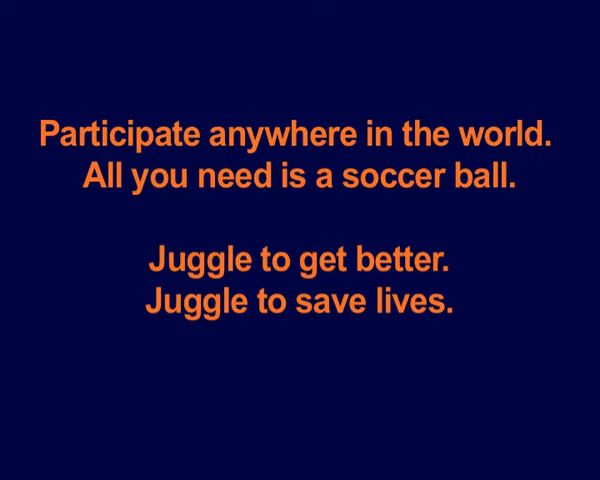 Participate anywhere in the world.
All you need is a soccer ball.
Juggle to get better.
Juggle to save lives.